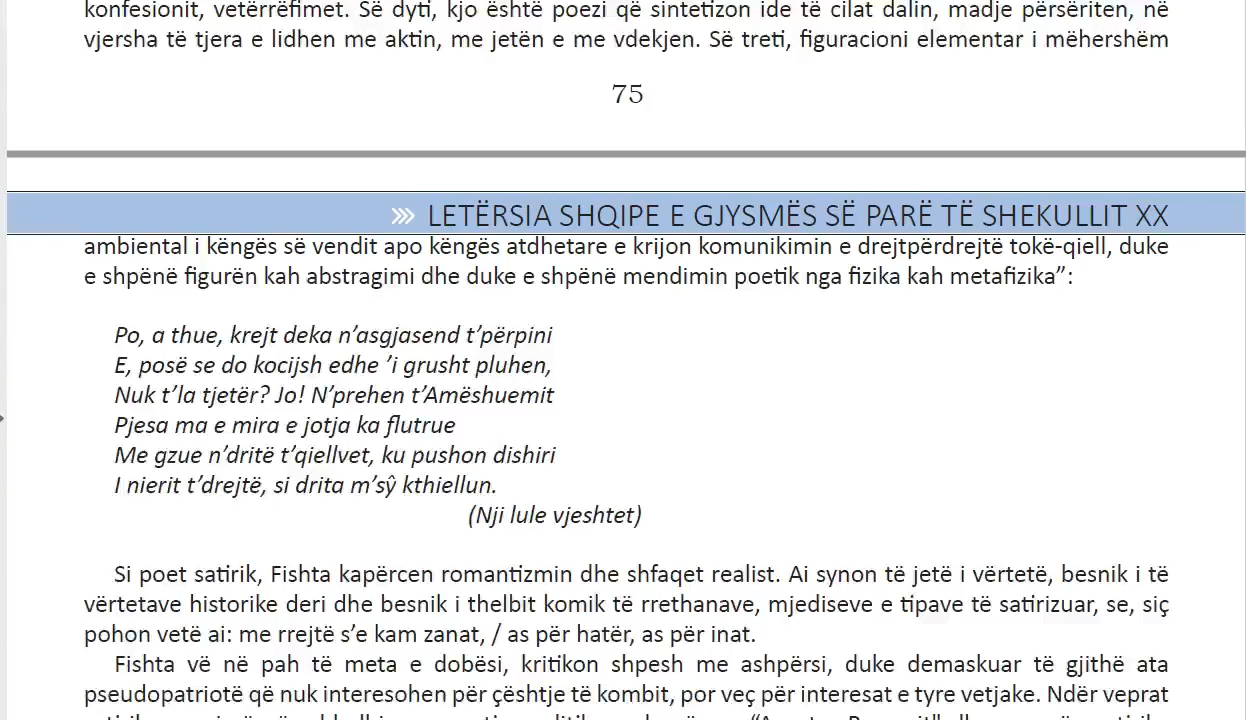 konfesionit, vetërrëfimet. Së dyti, kjo është poezi që sintetizon ide të cilat dalin, madje përsëriten, në
vjersha të tjera e lidhen me aktin, me jetën e me vdekjen. Së treti, figuracioni elementar i mëhershëm
75
››› LETËRSIA SHQIPE E GJYSMËS SË PARË TË SHEKULLIT XX
ambiental i këngës së vendit apo këngës atdhetare e krijon komunikimin e drejtpërdrejtë tokë-qiell, duke
e shpënë figurën kah abstragimi dhe duke e shpënë mendimin poetik nga fizika kah metafizika”:
Po, a thue, krejt deka n’asgjasend t’përpini
E, posë se do kocijsh edhe ’i grusht pluhen,
Nuk t’la tjetër? Jo! N’prehen t’Amëshuemit
Pjesa ma e mira e jotja ka flutrue
Me gzue n’dritë t’qiellvet, ku pushon dishiri
I nierit t’drejtë, si drita m’sŷ kthiellun.
(Nji lule vjeshtet)
Si poet satirik, Fishta kapërcen romantizmin dhe shfaqet realist. Ai synon të jetë i vërtetë, besnik i të
vërtetave historike deri dhe besnik i thelbit komik të rrethanave, mjediseve e tipave të satirizuar, se, siç
pohon vetë ai: me rrejtë s’e kam zanat, / as për hatër, as për inat.
Fishta vë në pah të meta e dobësi, kritikon shpesh me ashpërsi, duke demaskuar të gjithë ata
pseudopatriotë që nuk interesohen për çështje të kombit, por veç për interesat e tyre vetjake. Ndër veprat